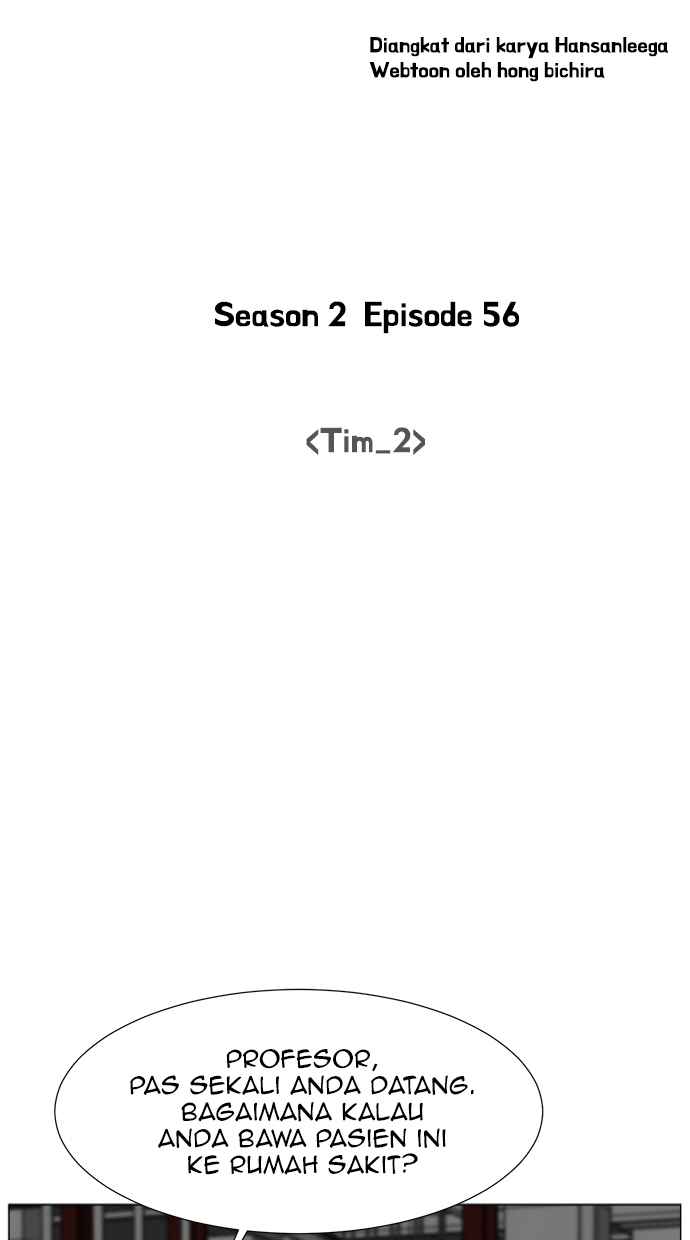 Diangkat dari karya Hansanleega
Webtoon oleh hong bichira
Season 2 Episode 56
<Tim_2>
PROFESOR,
PAS SEKALI ANDA DATANG.
BAGAIMANA KALAU
ANDA BAWA PASIEN INI
KE RUMAH SAKIT?